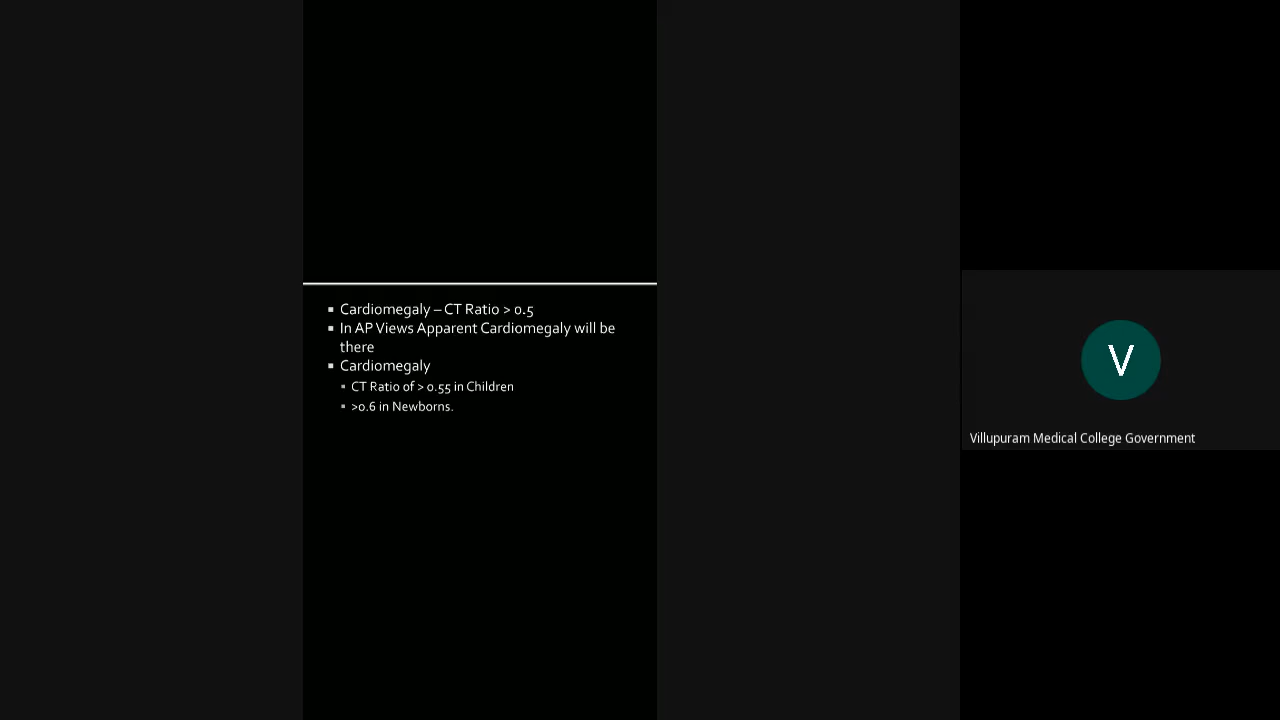 Cardiomegaly – CT Ratio > 0.5
In AP Views Apparent Cardiomegaly will be
there
Cardiomegaly
CT Ratio of > 0.55 in Children
>0.6 in Newborns.
V
Villupuram Medical College Government